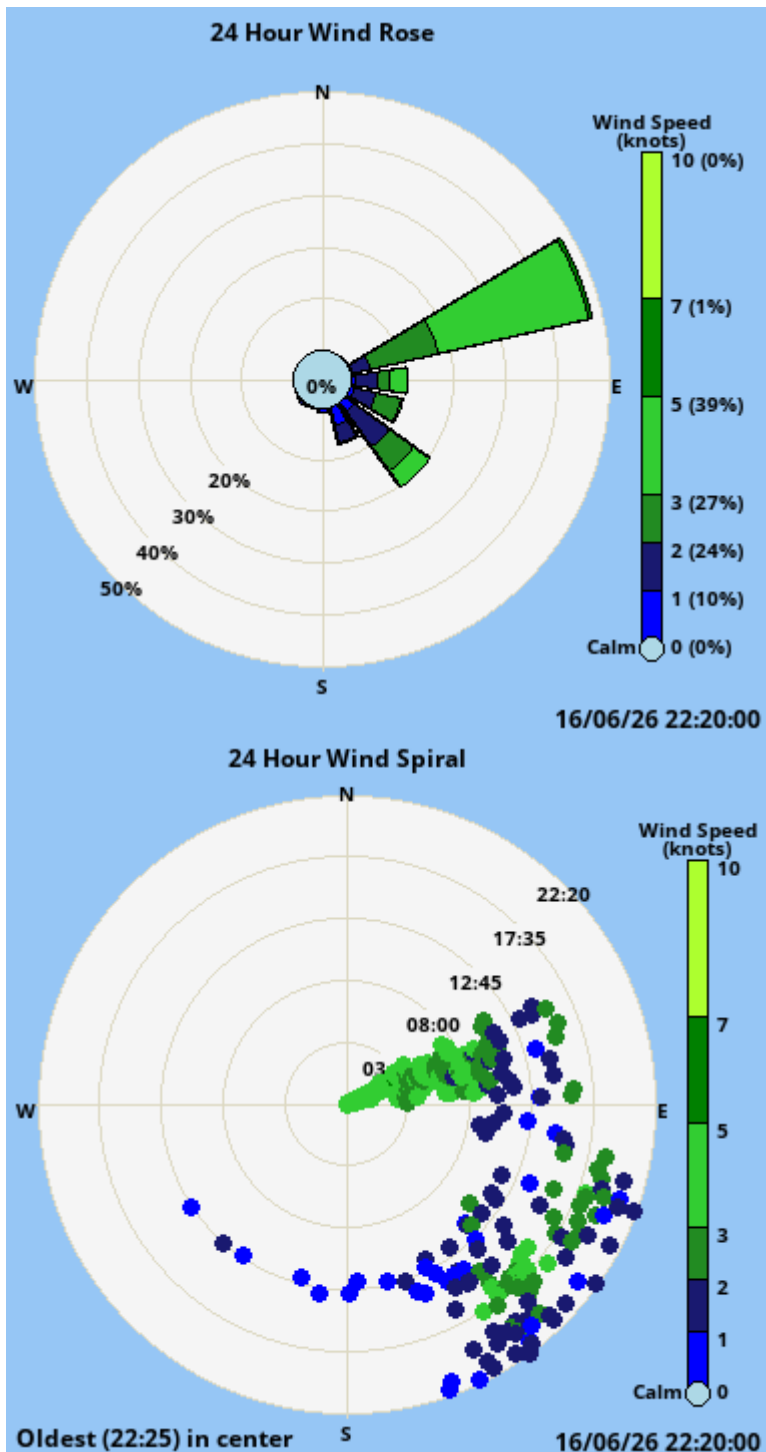 24 Hour Wind Rose
N
Wind Speed
(knots)
10 (0%)
7 (1%)
W
0%
E
5 (39%)
20%
3 (27%)
30%
40%
2 (24%)
50%
1 (10%)
Calm
0 (0%)
S
16/06/26 22:20:00
24 Hour Wind Spiral
N
Wind Speed
(knots)
10
22:20
17:35
12:45
7
08:00
03
W
E
5
3
2
1
Calm
0
S
Oldest (22:25) in center
16/06/26 22:20:00